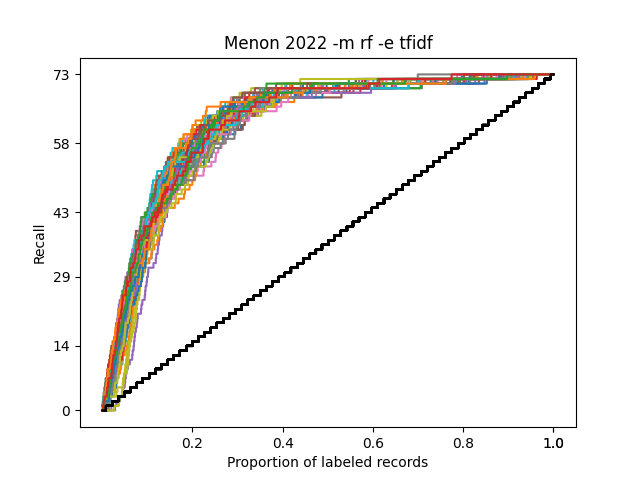 Menon 2022 -m rf -e tfidf
73
58
43
29
14
0
Recall
0.2 0.4 0.6 0.8 1.0 1.0
Proportion of labeled records